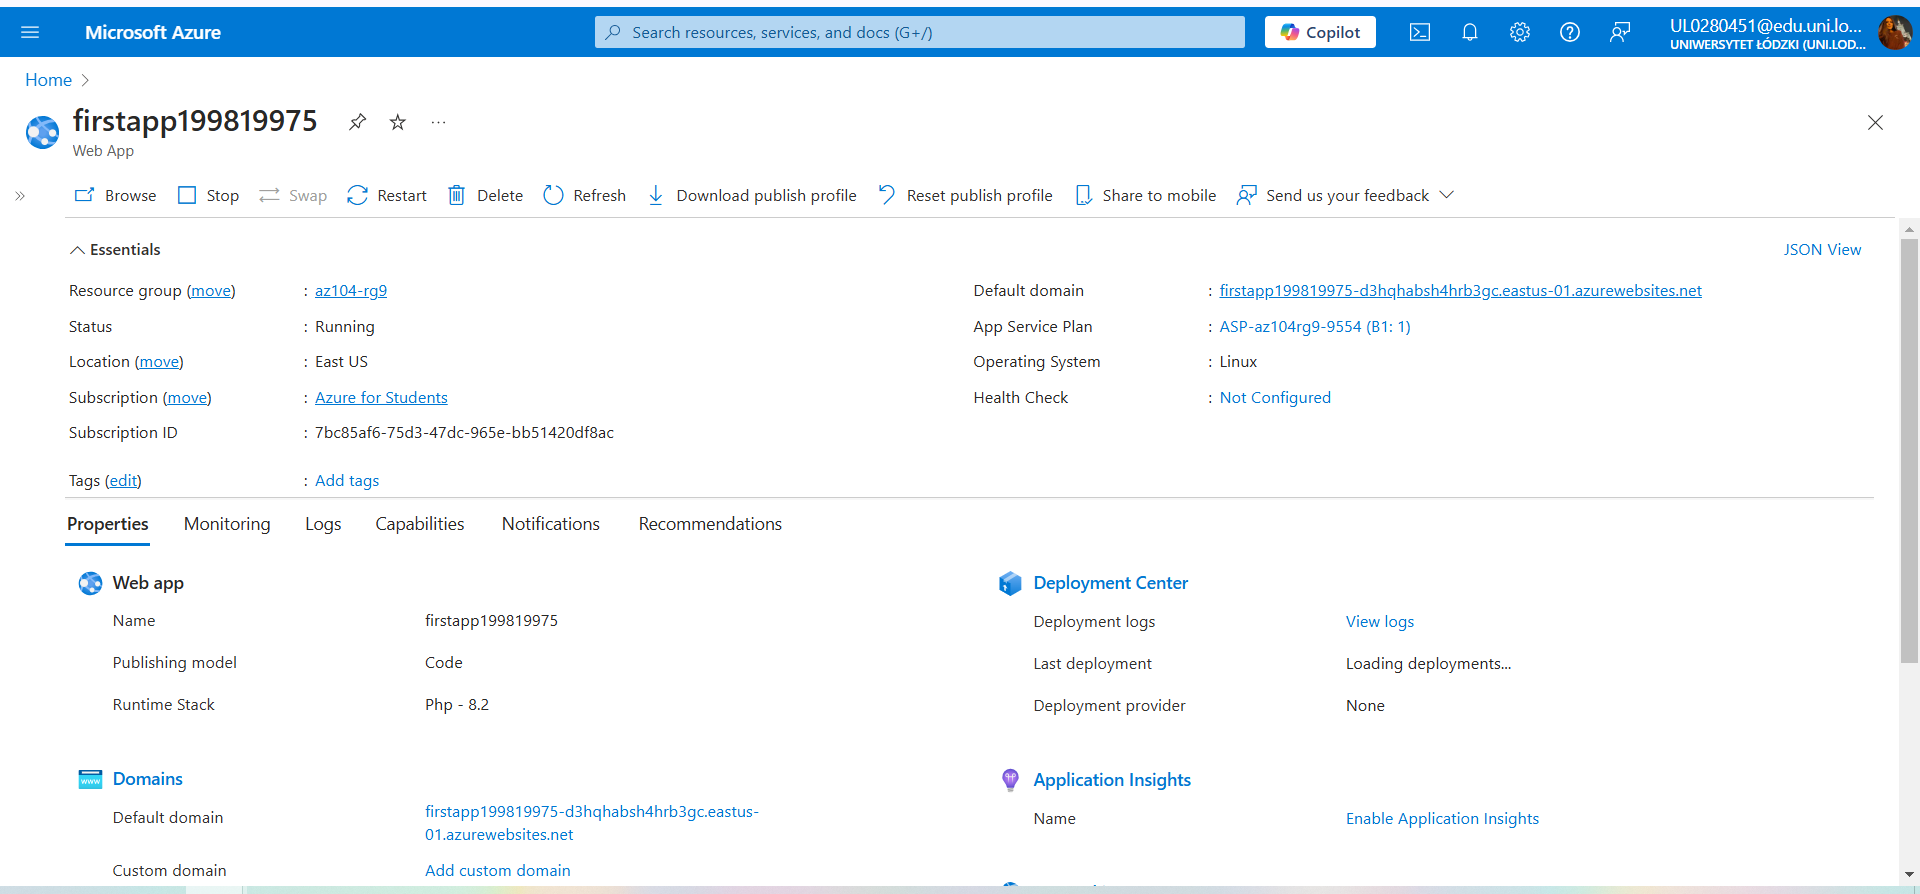 Microsoft Azure
Search resources, services, and docs (G+/)
Copilot
UL0280451@edu.uni.lo...
UNIWERSYTET ŁÓDZKI (UNI.LOD...
Home
firstapp199819975
Web App
Browse
Stop
Swap
Restart
Delete
Refresh
Download publish profile
Reset publish profile
Share to mobile
Send us your feedback
Essentials
JSON View
Resource group (move) : az104-rg9
Status : Running
Location (move) : East US
Subscription (move) : Azure for Students
Subscription ID : 7bc85af6-75d3-47dc-965e-bb51420df8ac
Default domain : firstapp199819975-d3hqhabsh4hrb3gc.eastus-01.azurewebsites.net
App Service Plan : ASP-az104rg9-9554 (B1: 1)
Operating System : Linux
Health Check : Not Configured
Tags (edit) : Add tags
Properties
Monitoring
Logs
Capabilities
Notifications
Recommendations
Web app
Name firstapp199819975
Publishing model Code
Runtime Stack Php - 8.2
Deployment Center
Deployment logs View logs
Last deployment Loading deployments...
Deployment provider None
www
Domains
Default domain firstapp199819975-d3hqhabsh4hrb3gc.eastus-
01.azurewebsites.net
Custom domain Add custom domain
Application Insights
Name Enable Application Insights